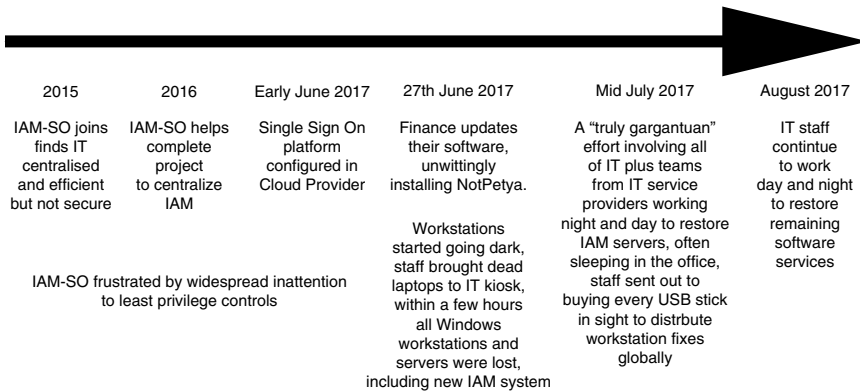 2015
IAM-SO joins
finds IT
centralised
and efficient
but not secure
2016
IAM-SO helps
complete
project
to centralize
IAM
Early June 2017
Single Sign On
platform
configured in
Cloud Provider
IAM-SO frustrated by widespread inattention
to least privilege controls
27th June 2017
Finance updates
their software,
unwittingly
installing NotPetya.
Workstations
started going dark,
staff brought dead
laptops to IT kiosk,
within a few hours
all Windows
workstations and
servers were lost,
including new IAM system
Mid July 2017
A “truly gargantuan”
effort involving all
of IT plus teams
from IT service
providers working
night and day to restore
IAM servers, often
sleeping in the office,
staff sent out to
buying every USB stick
in sight to distrbute
workstation fixes
globally
August 2017
IT staff
contitnue
to work
day and night
to restore
remaining
software
services